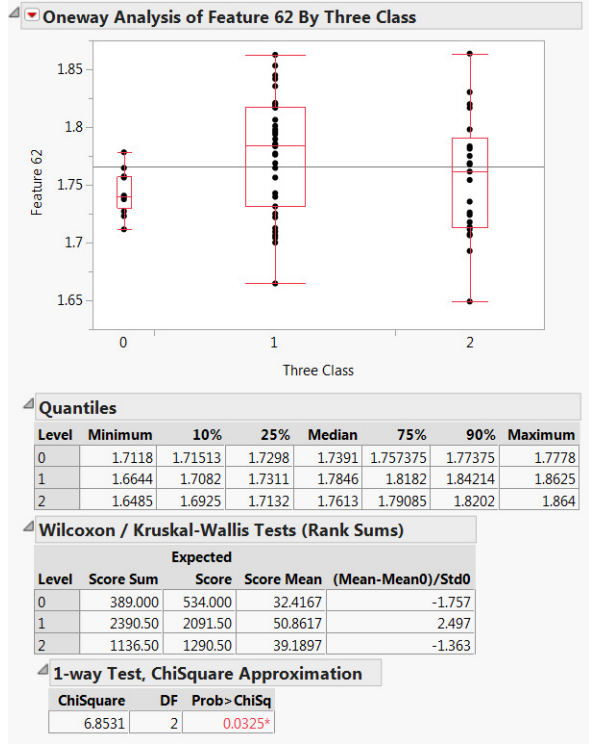 Oneway Analysis of Feature 62 By Three Class
1.85
1.8
1.75
1.7
1.65
Feature 62
0 1 2
Three Class
Quantiles
Level Minimum 10% 25% Median 75% 90% Maximum
0 1.7118 1.71513 1.7298 1.7391 1.757375 1.77375 1.7778
1 1.6644 1.7082 1.7311 1.7846 1.8182 1.84214 1.8625
2 1.6485 1.6925 1.7132 1.7613 1.79085 1.8202 1.864
Wilcoxon / Kruskal-Wallis Tests (Rank Sums)
Expected
Level Score Sum Score Score Mean (Mean-Mean0)/Std0
0 389.000 534.000 32.4167 -1.757
1 2390.50 2091.50 50.8617 2.497
2 1136.50 1290.50 39.1897 -1.363
1-way Test, ChiSquare Approximation
ChiSquare DF Prob>ChiSq
6.8531 2 0.0325*